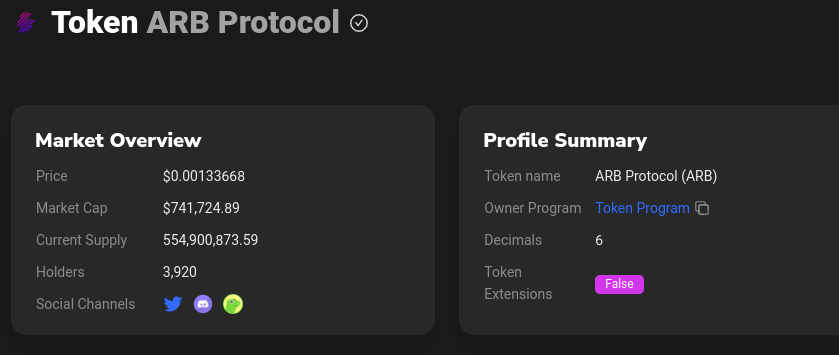 Token ARB Protocol
Market Overview
Price $0.00133668
Market Cap $741,724.89
Current Supply 554,900,873.59
Holders 3,920
Social Channels
Profile Summary
Token name ARB Protocol (ARB)
Owner Program Token Program
Decimals 6
Token
Extensions False